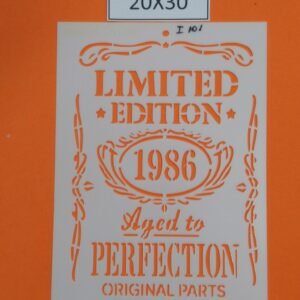 20X30
I 101
LIMITED
★ EDITION ★
1986
Aged to
PERFECTION
ORIGINAL PARTS